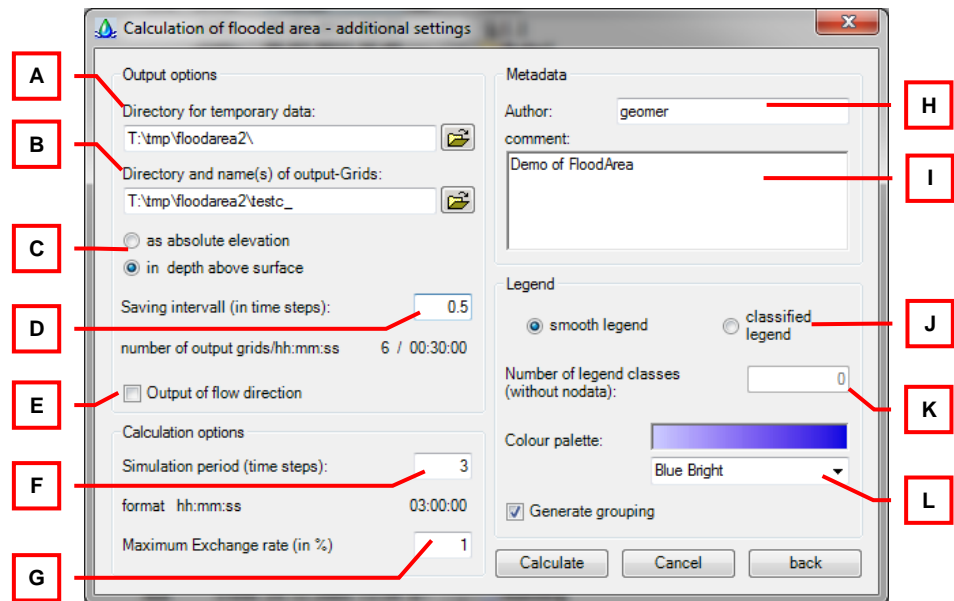 Calculation of flooded area - additional settings
A
B
C
D
E
F
G
Output options
Directory for temporary data:
T:\tmp\floodarea2\
Directory and name(s) of output-Grids:
T:\tmp\floodarea2\testc_
as absolute elevation
in depth above surface
Saving intervall (in time steps): 0.5
number of output grids/hh:mm:ss 6 / 00:30:00
Output of flow direction
Calculation options
Simulation period (time steps): 3
format hh:mm:ss 03:00:00
Maximum Exchange rate (in %) 1
Metadata
Author: geomer
comment:
Demo of FloodArea
Legend
smooth legend
classified
legend
Number of legend classes
(without nodata): 0
Colour palette:
Blue Bright
Generate grouping
Calculate Cancel back
H
I
J
K
L